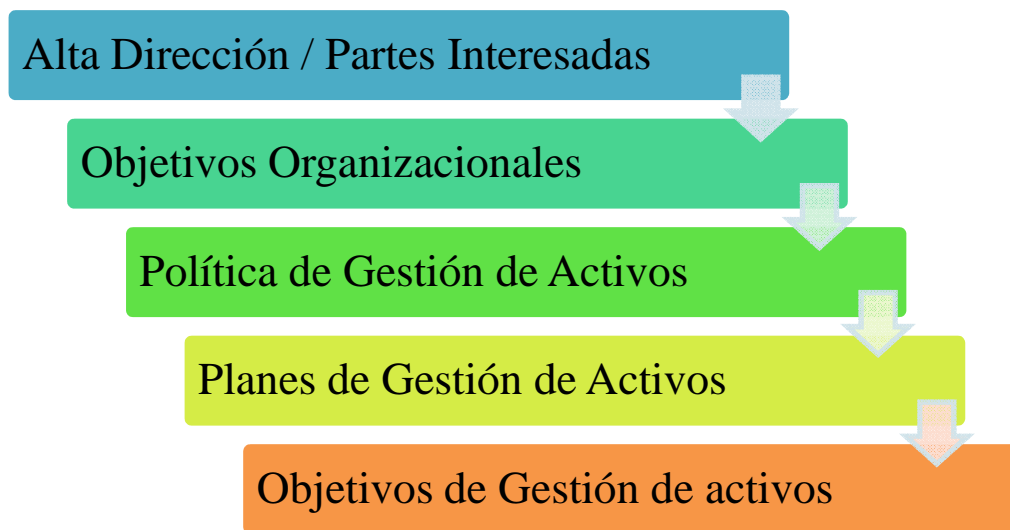 Alta Dirección / Partes Interesadas
Objetivos Organizacionales
Política de Gestión de Activos
Planes de Gestión de Activos
Objetivos de Gestión de activos